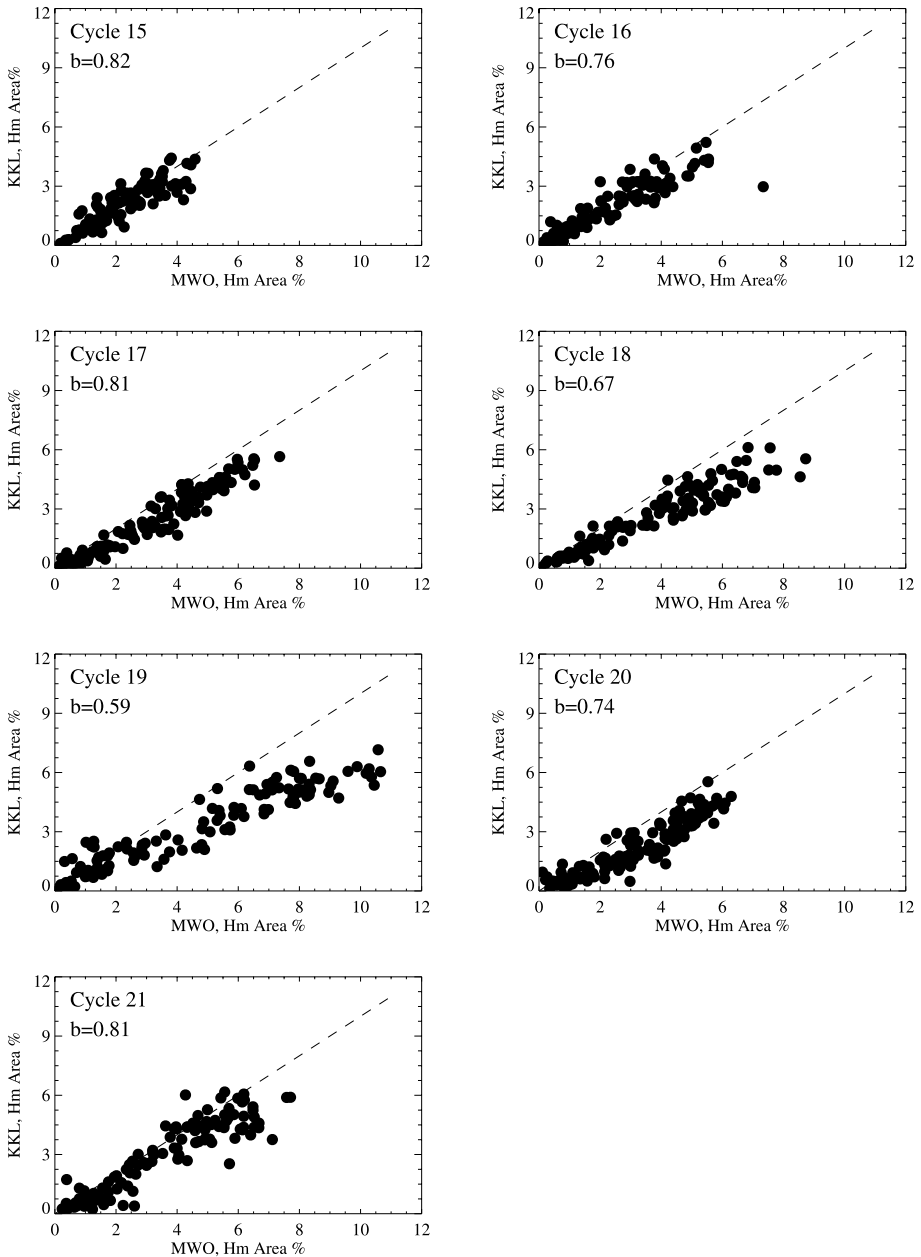 12
9
6
3
0
KKL, Hm Area%
Cycle 15
b=0.82
0 2 4 6 8 10 12
MWO, Hm Area %
12
9
6
3
0
KKL, Hm Area%
Cycle 16
b=0.76
0 2 4 6 8 10 12
MWO, Hm Area%
12
9
6
3
0
KKL, Hm Area%
Cycle 17
b=0.81
0 2 4 6 8 10 12
MWO, Hm Area %
12
9
6
3
0
KKL, Hm Area %
Cycle 18
b=0.67
0 2 4 6 8 10 12
MWO, Hm Area %
12
9
6
3
0
KKL, Hm Area %
Cycle 19
b=0.59
0 2 4 6 8 10 12
MWO, Hm Area %
12
9
6
3
0
KKL, Hm Area %
Cycle 20
b=0.74
0 2 4 6 8 10 12
MWO, Hm Area %
12
9
6
3
0
KKL, Hm Area %
Cycle 21
b=0.81
0 2 4 6 8 10 12
MWO, Hm Area %